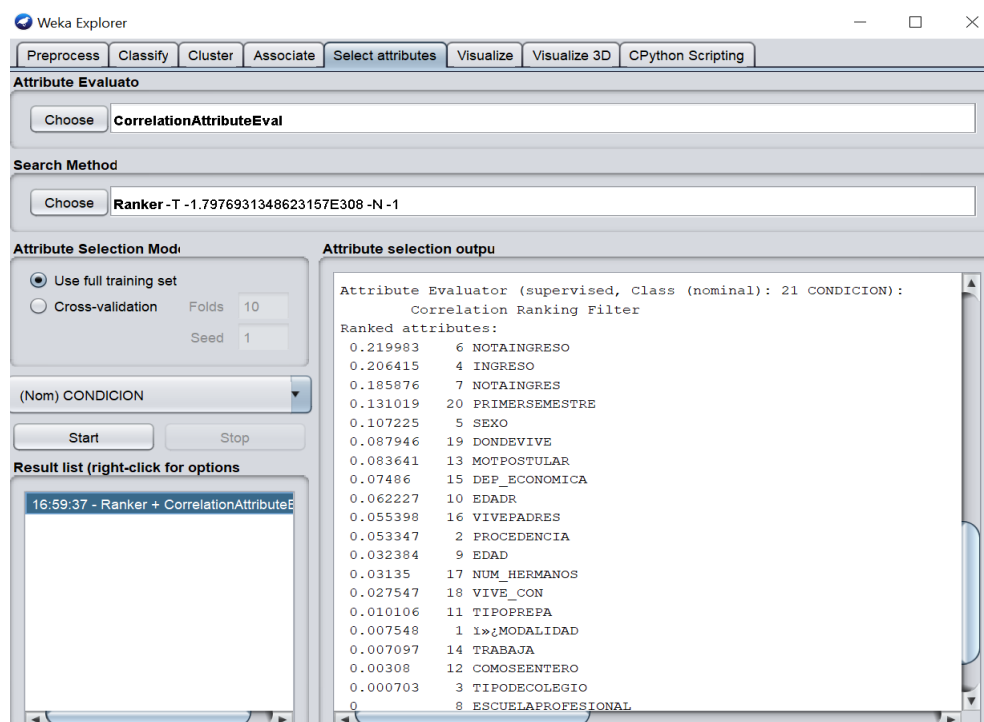 Weka Explorer
Preprocess Classify Cluster Associate Select attributes Visualize Visualize 3D CPython Scripting
Attribute Evaluato
Choose CorrelationAttributeEval
Search Method
Choose Ranker -T -1.7976931348623157E308 -N -1
Attribute Selection Mode
Use full training set
Cross-validation Folds 10
Seed 1
(Nom) CONDICION
Start Stop
Result list (right-click for options
16:59:37 - Ranker + CorrelationAttributeE
Attribute selection outpu
Attribute Evaluator (supervised, Class (nominal): 21 CONDICION):
Correlation Ranking Filter
Ranked attributes:
0.219983 6 NOTAINGRESO
0.206415 4 INGRESO
0.185876 7 NOTAINGRES
0.131019 20 PRIMERSEMESTRE
0.107225 5 SEXO
0.087946 19 DONDEVIVE
0.083641 13 MOTPOSTULAR
0.07486 15 DEP_ECONOMICA
0.062227 10 EDADR
0.055398 16 VIVEPADRES
0.053347 2 PROCEDENCIA
0.032384 9 EDAD
0.03135 17 NUM_HERMANOS
0.027547 18 VIVE_CON
0.010106 11 TIPOPREPA
0.007548 1 ï»¿MODALIDAD
0.007097 14 TRABAJA
0.00308 12 COMOSEENTERO
0.000703 3 TIPODECOLEGIO
0 8 ESCUELAPROFESIONAL